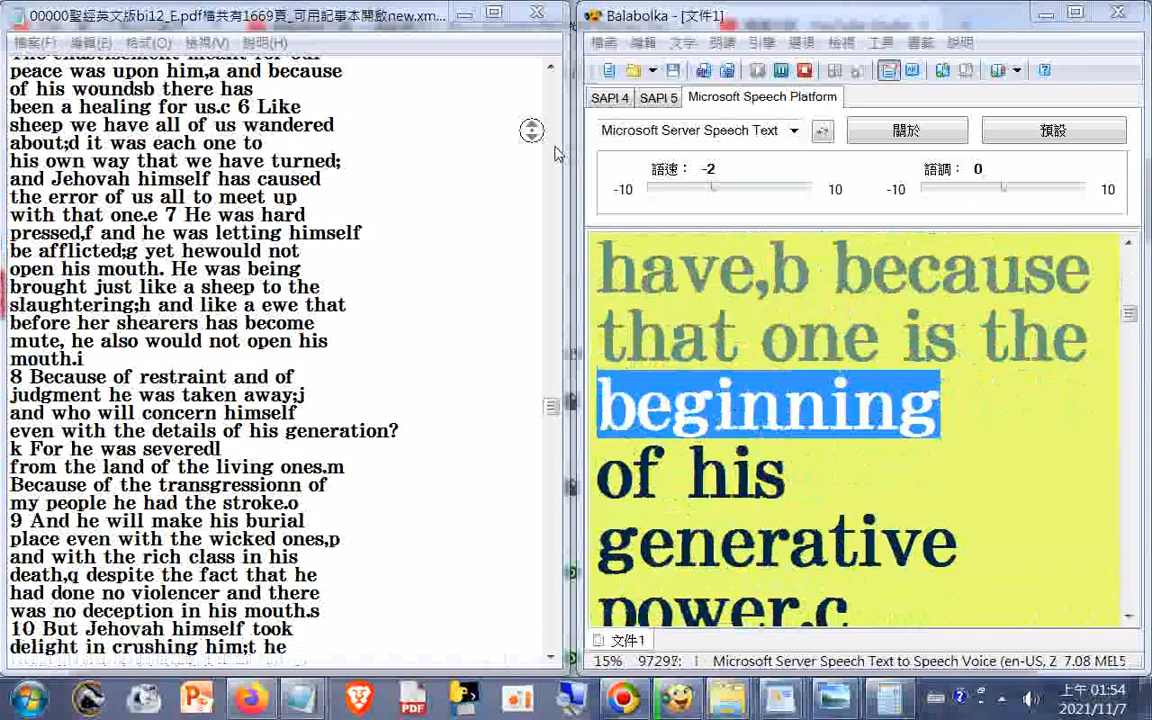 00000聖經英文版bi12_E.pdf檔共有1669頁_可用記事本開啟new.xm...
檔案(F) 編輯(E) 格式(O) 檢視(V) 說明(H)
peace was upon him,a and because
of his woundsb there has
been a healing for us.c 6 Like
sheep we have all of us wandered
about;d it was each one to
his own way that we have turned;
and Jehovah himself has caused
the error of us all to meet up
with that one.e 7 He was hard
pressed,f and he was letting himself
be afflicted;g yet hewould not
open his mouth. He was being
brought just like a sheep to the
slaughtering;h and like a ewe that
before her shearers has become
mute, he also would not open his
mouth.i
8 Because of restraint and of
judgment he was taken away;j
and who will concern himself
even with the details of his generation?
k For he was severedl
from the land of the living ones.m
Because of the transgressionn of
my people he had the stroke.o
9 And he will make his burial
place even with the wicked ones,p
and with the rich class in his
death,q despite the fact that he
had done no violencer and there
was no deception in his mouth.s
10 But Jehovah himself took
delight in crushing him;t he
Balabolka - [文件1]
檔案 編輯 文字 朗讀 引擎 選項 檢視 工具 書籤 說明
SAPI 4 SAPI 5 Microsoft Speech Platform
Microsoft Server Speech Text 關於 預設
語速： -2 語調： 0
-10 10 -10 10
have,b because
that one is the
beginning
of his
generative
power.c
文件1
15% Microsoft Server Speech Text to Speech Voice (en-US, Z 7.08
PDF
上午 01:54
2021/11/7